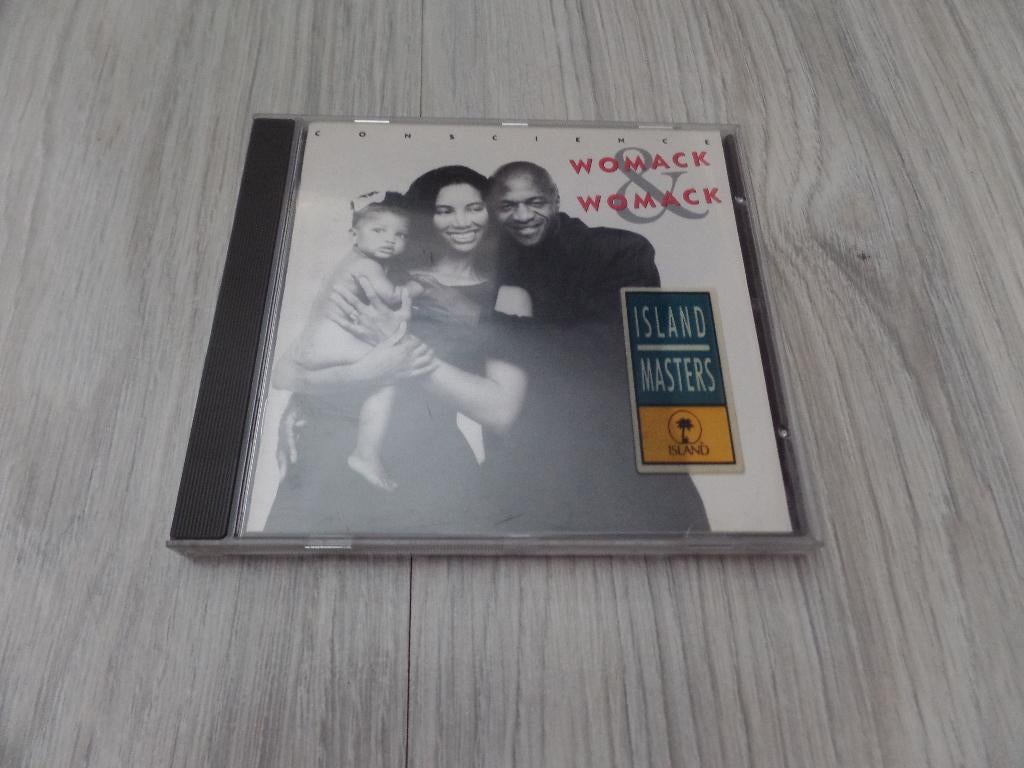 CONSCIENCE
WOMACK
&
WOMACK
ISLAND
MASTERS
ISLAND